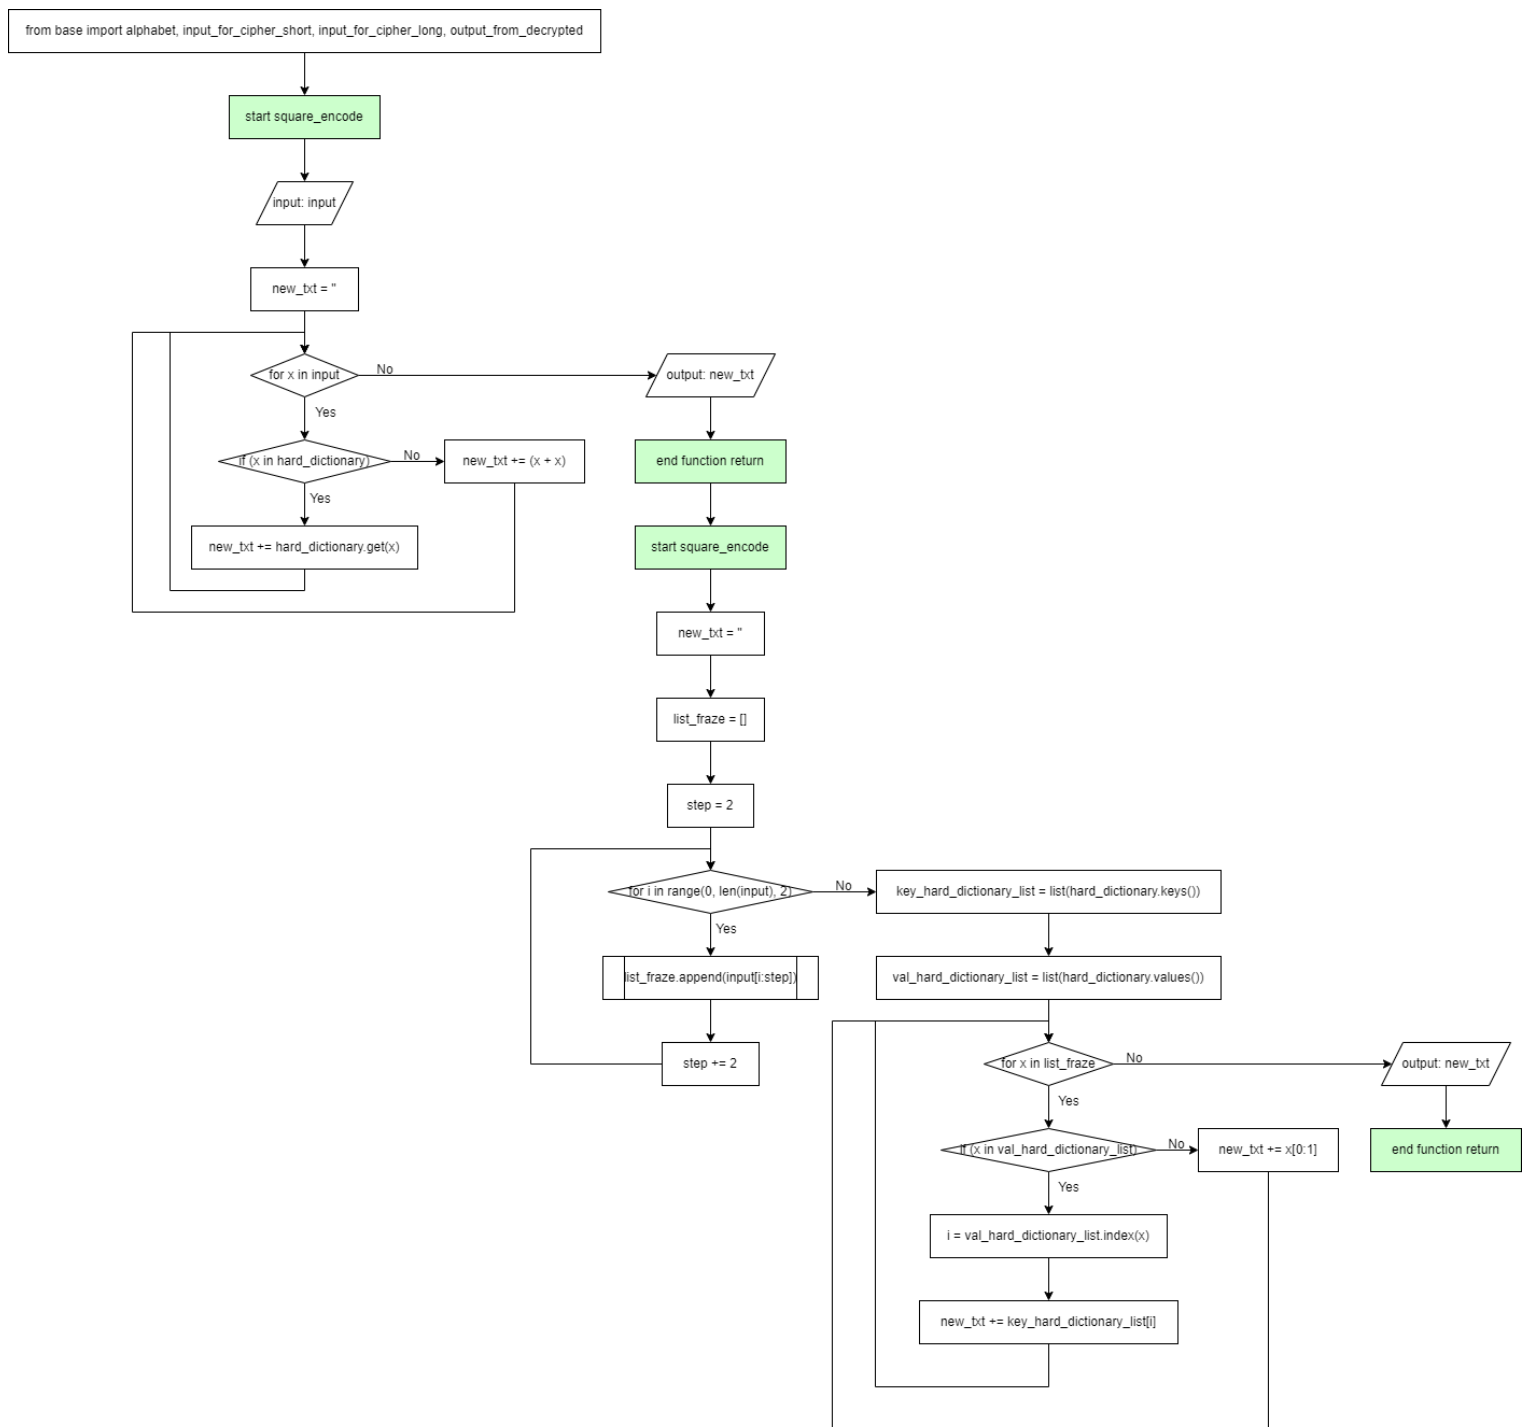 from base import alphabet, input_for_cipher_short, input_for_cipher_long, output_from_decrypted
start square_encode
input: input
new_txt = "
for x in input
No
Yes
if (x in hard_dictionary)
No
new_txt += (x + x)
Yes
new_txt += hard_dictionary.get(x)
output: new_txt
end function return
start square_encode
new_txt = "
list_fraze = []
step = 2
for i in range(0, len(input), 2)
No
Yes
list_fraze.append(input[i:step])
step += 2
key_hard_dictionary_list = list(hard_dictionary.keys())
val_hard_dictionary_list = list(hard_dictionary.values())
for x in list_fraze
No
Yes
if (x in val_hard_dictionary_list)
No
new_txt += x[0:1]
Yes
i = val_hard_dictionary_list.index(x)
new_txt += key_hard_dictionary_list[i]
output: new_txt
end function return